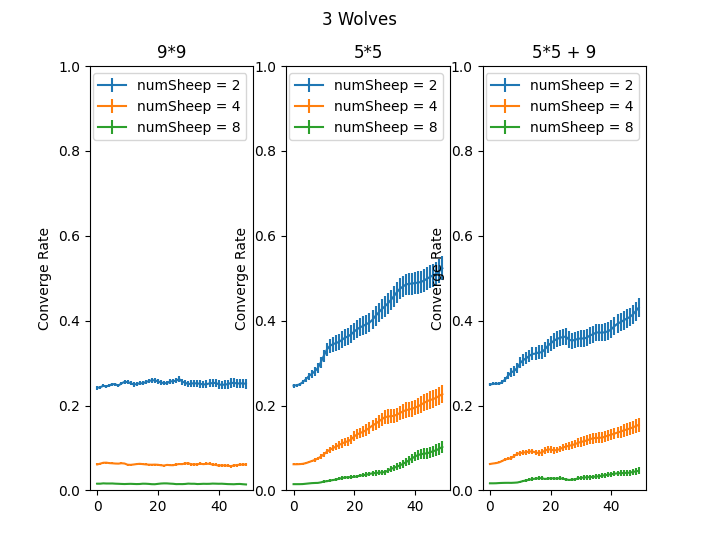 3 Wolves
9*9
1.0
0.8
0.6
0.4
0.2
0.0
0 20 40
Converge Rate
numSheep = 2
numSheep = 4
numSheep = 8
5*5
1.0
0.8
0.6
0.4
0.2
0.0
0 20 40
Converge Rate
numSheep = 2
numSheep = 4
numSheep = 8
5*5 + 9
1.0
0.8
0.6
0.4
0.2
0.0
0 20 40
Converge Rate
numSheep = 2
numSheep = 4
numSheep = 8